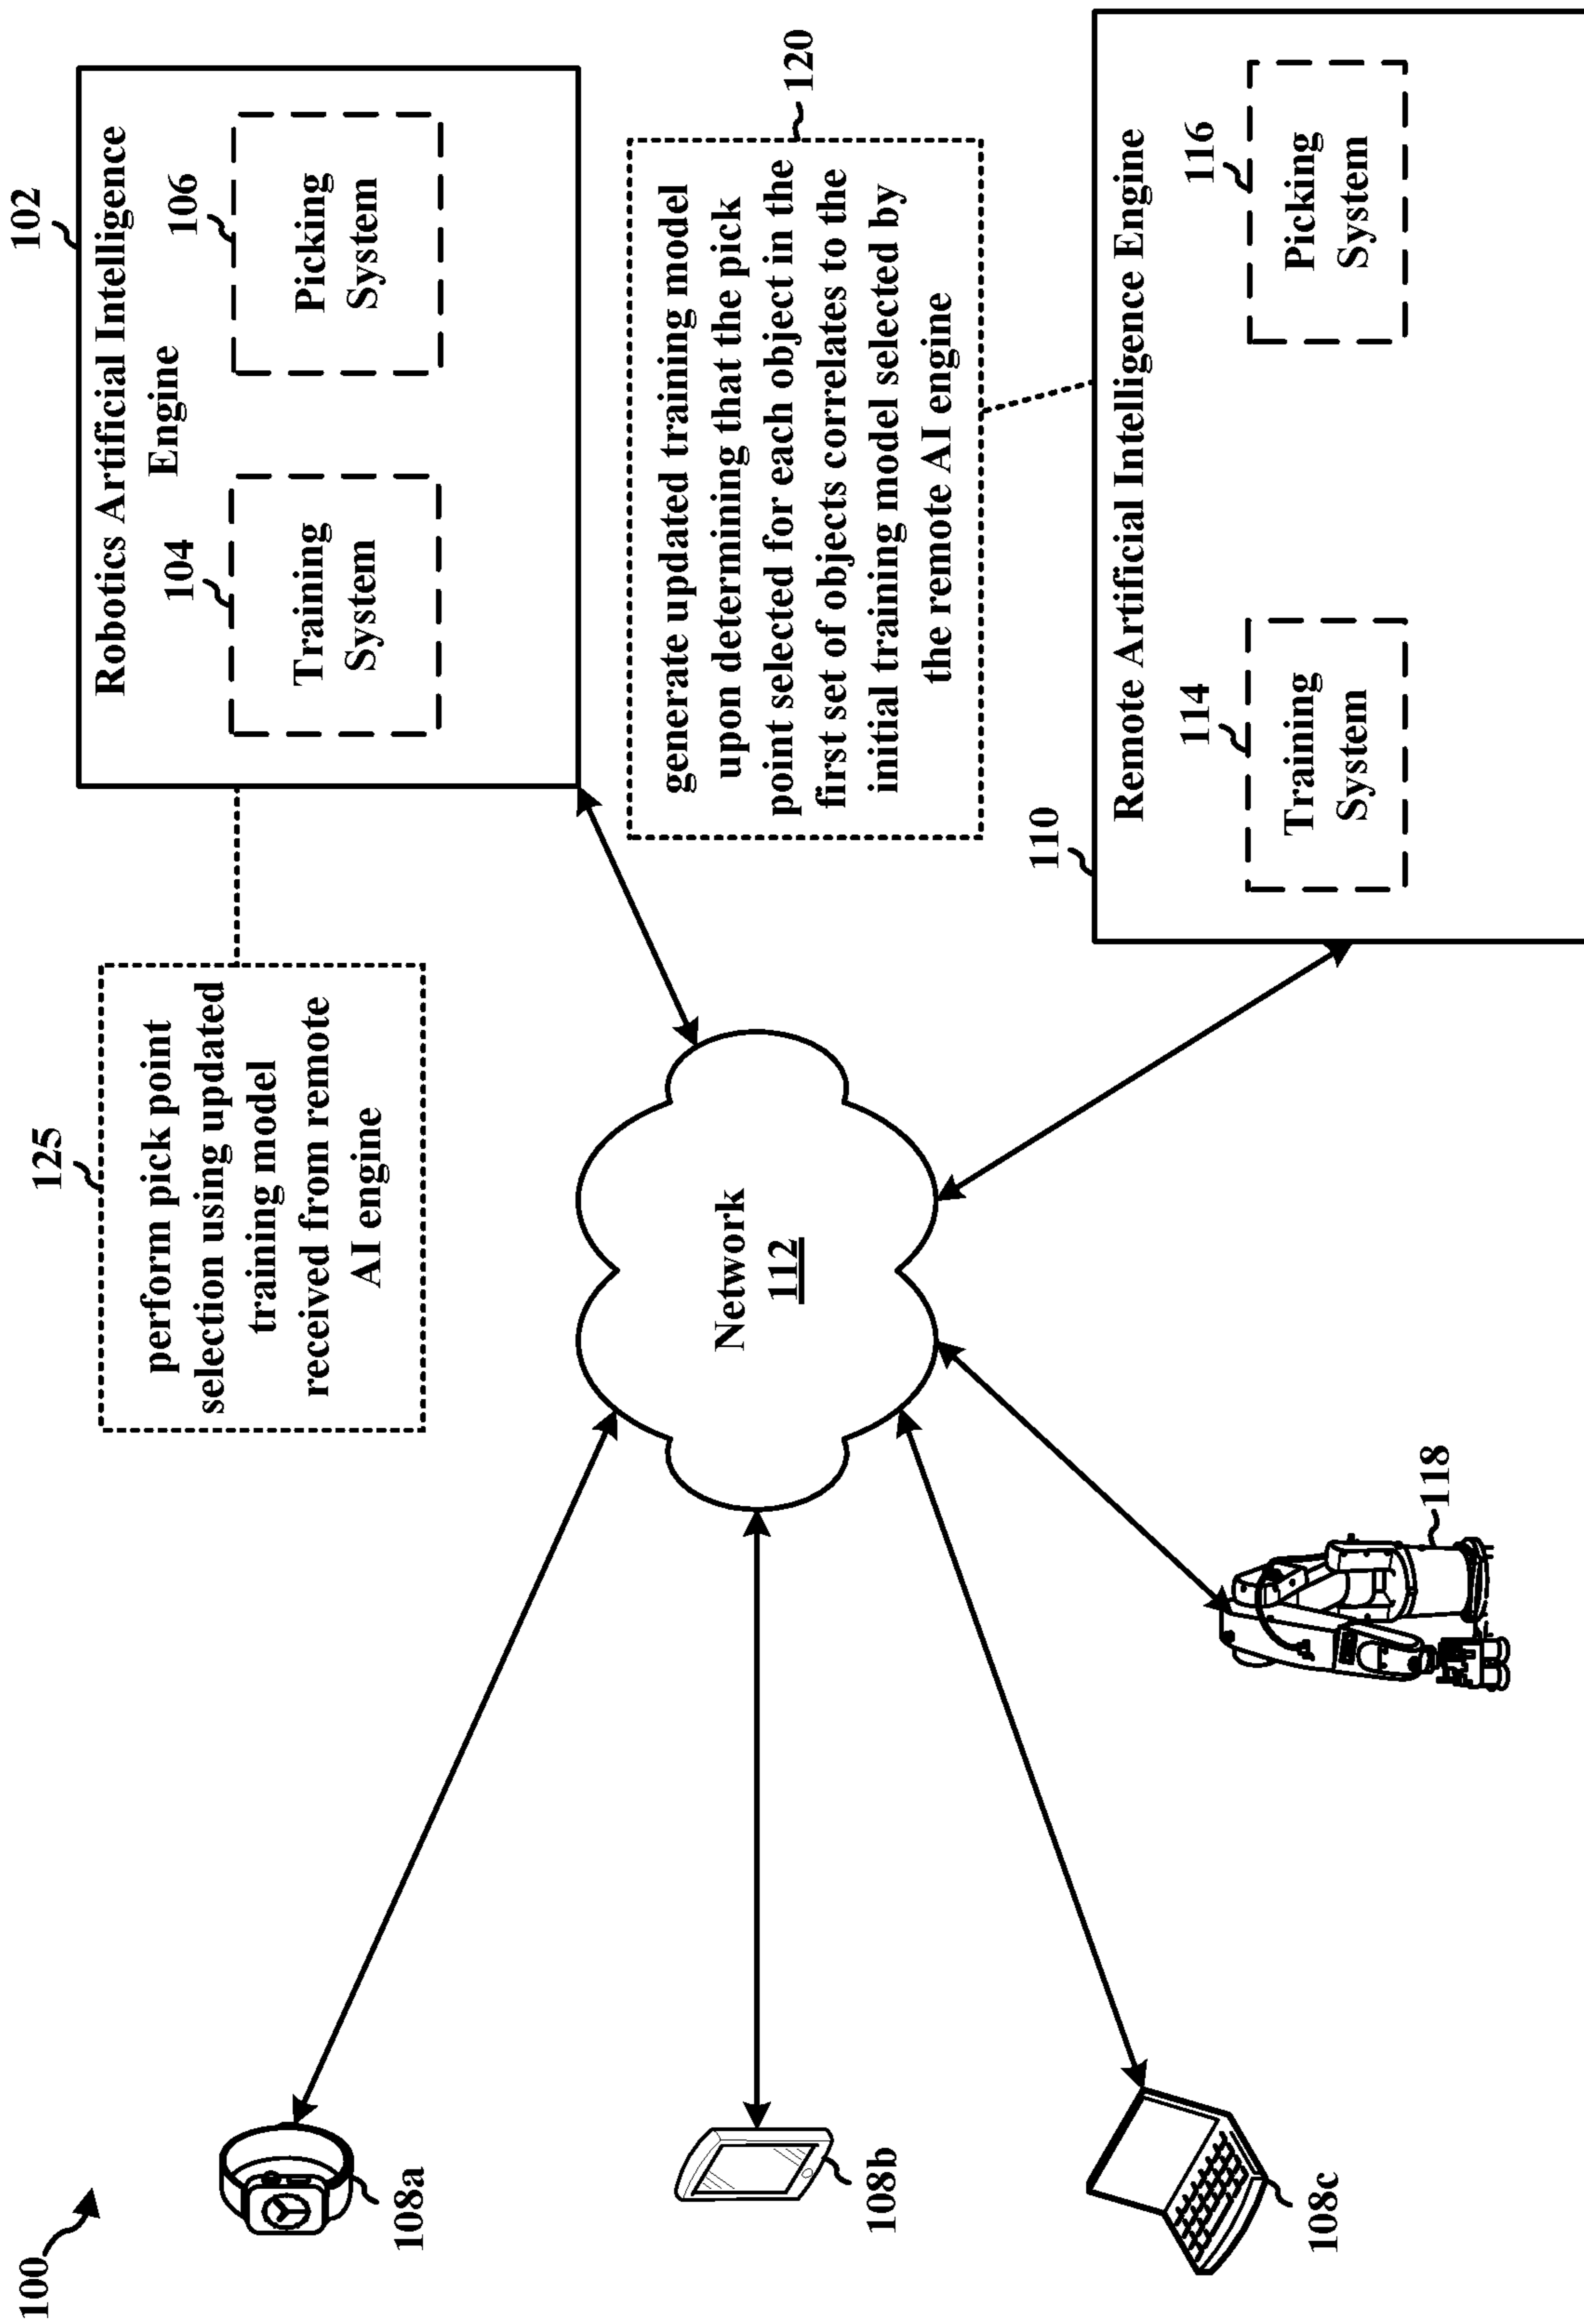 100
102
Robotics Artificial Intelligence
Engine
104
Training
System
106
Picking
System
125
perform pick point
selection using updated
training model
received from remote
AI engine
108a
108b
108c
Network
112
118
120
generate updated training model
upon determining that the pick
point selected for each object in the
first set of objects correlates to the
initial training model selected by
the remote AI engine
110
Remote Artificial Intelligence Engine
114
Training
System
116
Picking
System